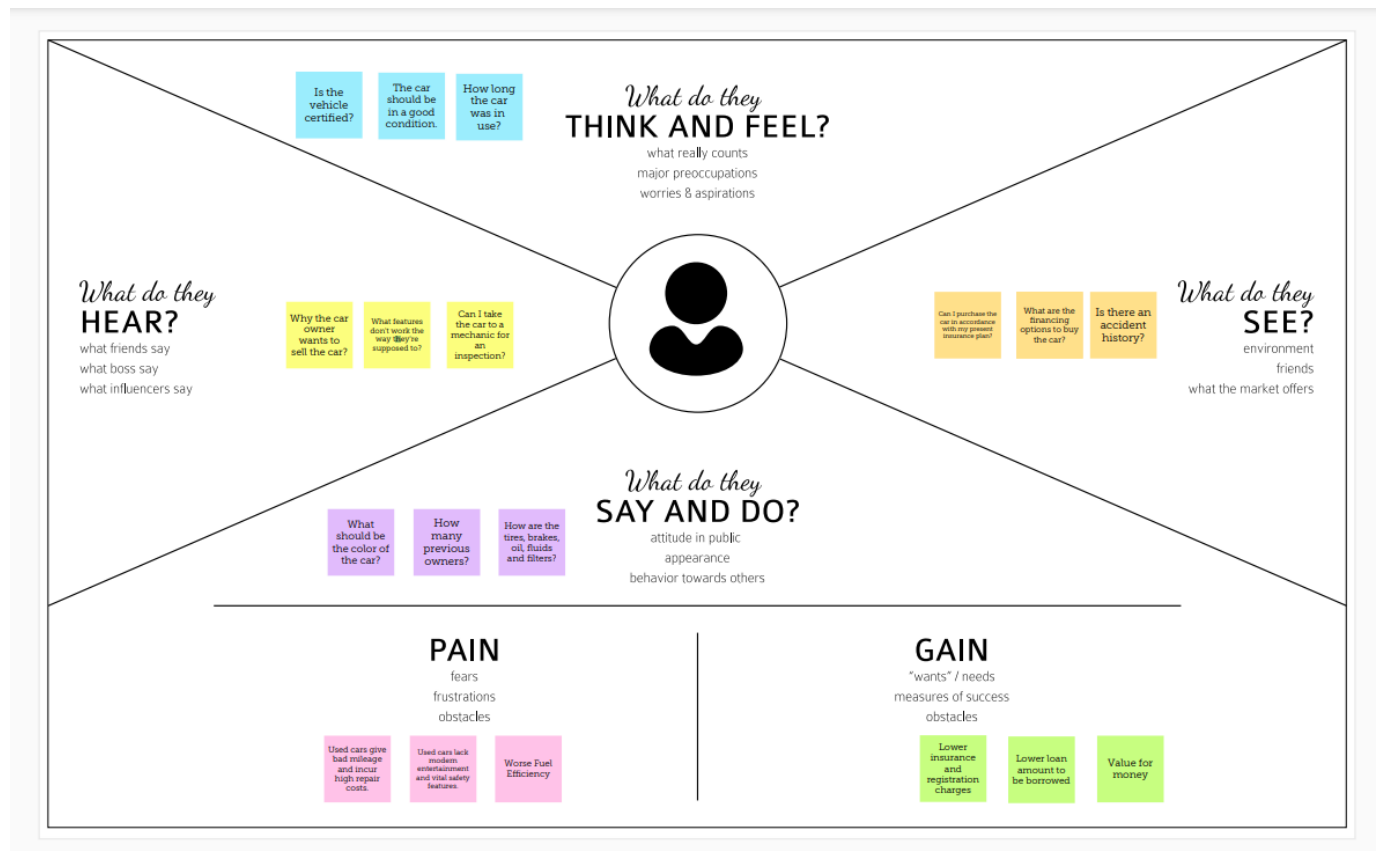 Is the
vehicle
certified?
The car
should be
in a good
condition.
How long
the car
was in
use?
What do they
THINK AND FEEL?
what really counts
major preoccupations
worries & aspirations
What do they
HEAR?
what friends say
what boss say
what influencers say
Why the car
owner
wants to
sell the car?
What features
don't work the
way they're
supposed to?
Can I take
the car to a
mechanic for
an
inspection?
Can I purchase the
car in accordance
with my present
insurance plan?
What are the
financing
options to buy
the car?
Is there an
accident
history?
What do they
SEE?
environment
friends
what the market offers
What do they
SAY AND DO?
attitude in public
appearance
behavior towards others
What
should be
the color of
the car?
How
many
previous
owners?
How are the
tires, brakes,
oil, fluids
and filters?
PAIN
fears
frustrations
obstacles
Used cars give
bad mileage
and incur
high repair
costs.
Used cars lack
modern
entertainment
and vital safety
features.
Worse Fuel
Efficiency
GAIN
"wants" / needs
measures of success
obstacles
Lower
insurance
and
registration
charges
Lower loan
amount to
be borrowed
Value for
money